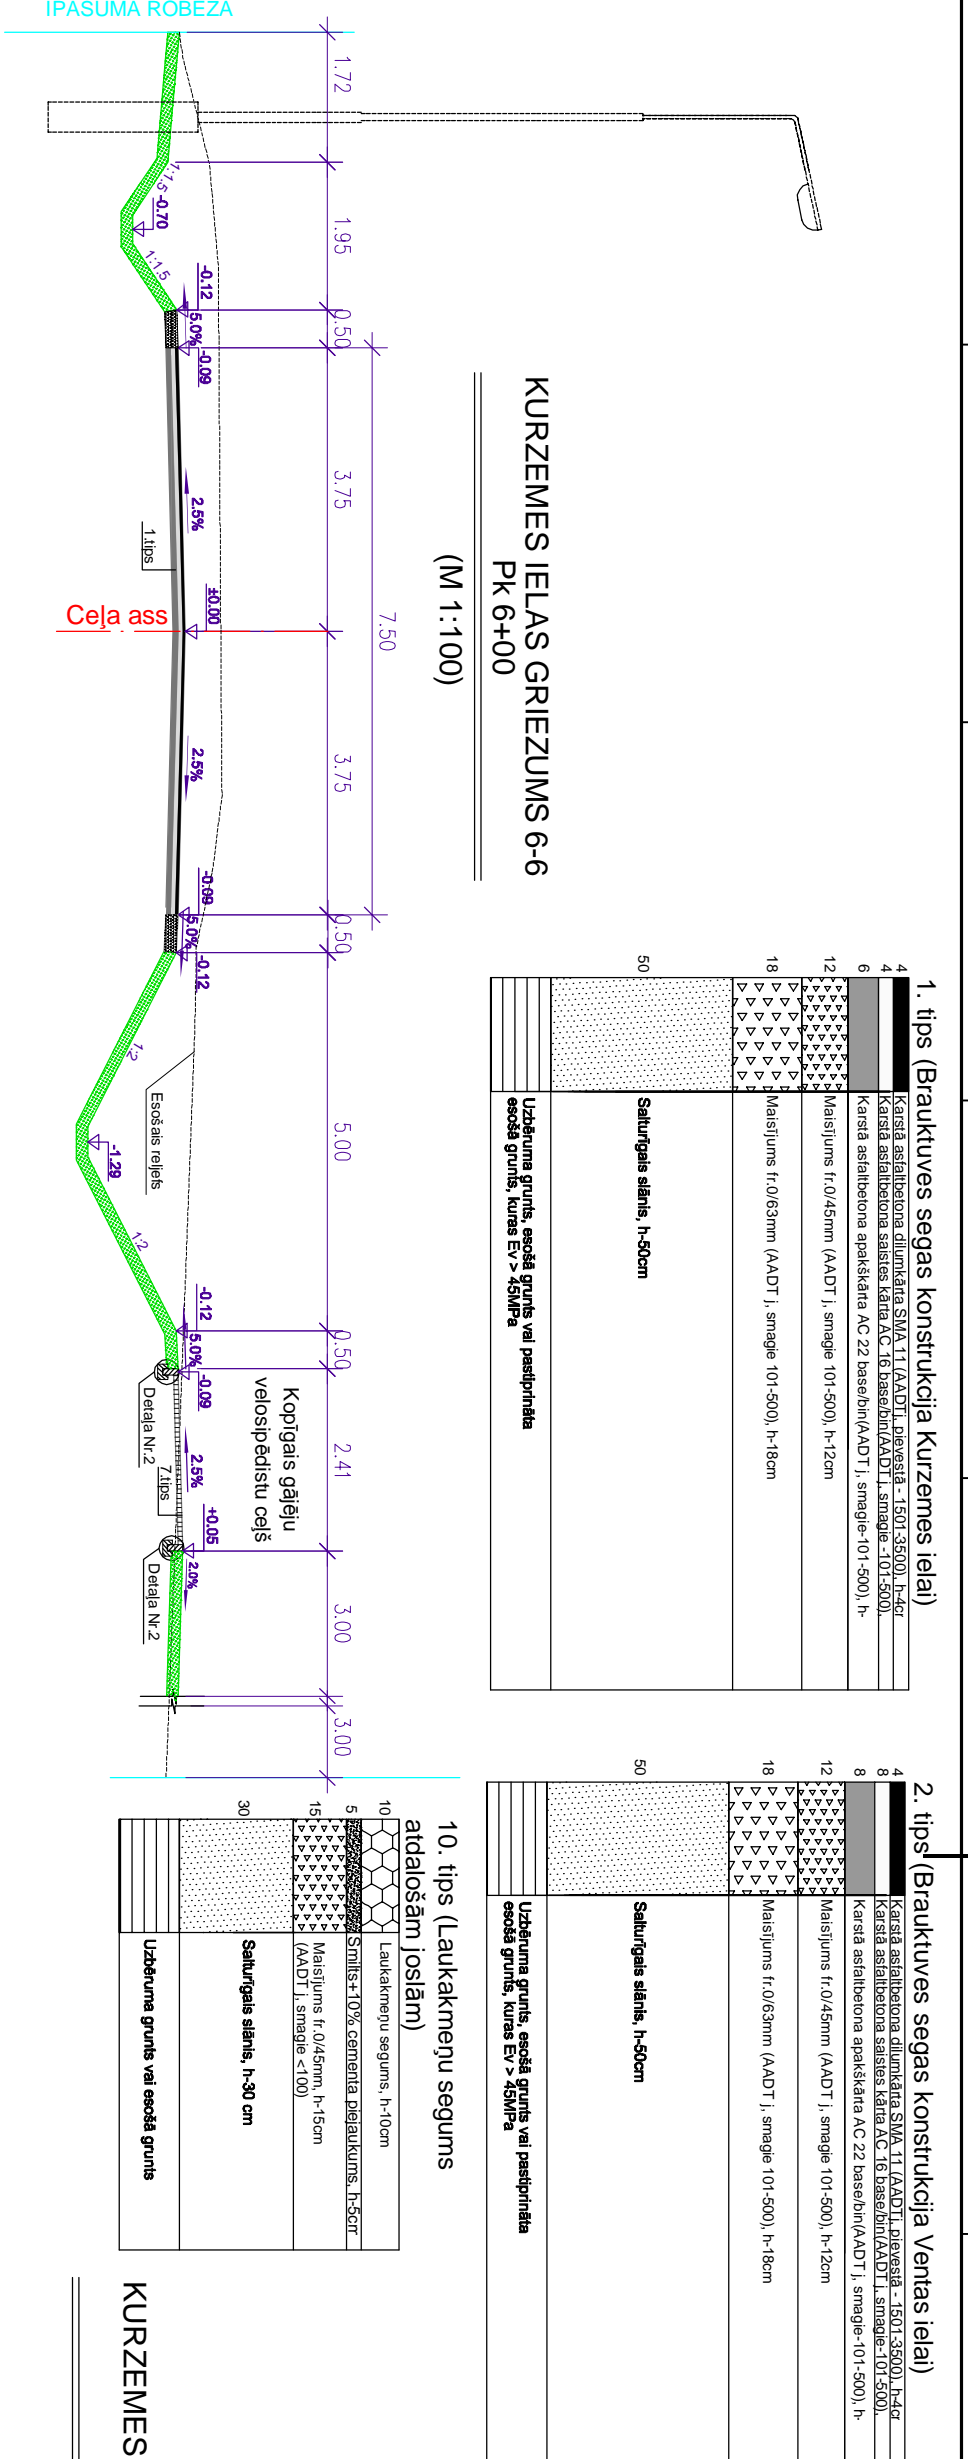 ĪPAŠUMA ROBEŽA
KURZEMES IELAS GRIEZUMS 6-6
Pk 6+00
(M 1:100)
7.50
1.72
1.95
0.50
3.75
3.75
0.50
5.00
0.50
2.41
3.00
3.00
1:1.5
-0.70
1:1.5
-0.12
5.0%
-0.09
2.5%
±0.00
2.5%
-0.09
5.0%
-0.12
1:2
-1.29
1:2
-0.12
5.0%
-0.09
2.5%
+0.05
2.0%
1.tips
Ceļa ass
Esošais reljefs
Kopīgais gājēju
velosipēdistu ceļš
Detaļa Nr.2
7.tips
Detaļa Nr.2
1. tips (Brauktuves segas konstrukcija Kurzemes ielai)
4 Karstā asfaltbetona dilumkārta SMA 11 (AADTj, pievestā - 1501-3500), h-4cr
4 Karstā asfaltbetona saistes kārta AC 16 base/bin(AADT j, smagie -101-500),
6 Karstā asfaltbetona apakškārta AC 22 base/bin(AADT j, smagie-101-500), h-
12 Maisījums fr.0/45mm (AADT j, smagie 101-500), h-12cm
18 Maisījums fr.0/63mm (AADT j, smagie 101-500), h-18cm
50 Salturīgais slānis, h-50cm
Uzbēruma grunts, esošā grunts vai pastiprināta
esošā grunts, kuras Ev > 45MPa
2. tips (Brauktuves segas konstrukcija Ventas ielai)
4 Karstā asfaltbetona dilumkārta SMA 11 (AADTj, pievestā - 1501-3500), h-4cr
8 Karstā asfaltbetona saistes kārta AC 16 base/bin(AADT j, smagie-101-500),
8 Karstā asfaltbetona apakškārta AC 22 base/bin(AADT j, smagie-101-500), h-
12 Maisījums fr.0/45mm (AADT j, smagie 101-500), h-12cm
18 Maisījums fr.0/63mm (AADT j, smagie 101-500), h-18cm
50 Salturīgais slānis, h-50cm
Uzbēruma grunts, esošā grunts vai pastiprināta
esošā grunts, kuras Ev > 45MPa
10. tips (Laukakmeņu segums
atdalošām joslām)
10 Laukakmeņu segums, h-10cm
5 Smilts+10% cementa piejaukums, h-5cm
15 Maisījums fr.0/45mm, h-15cm
(AADT j, smagie <100)
30 Salturīgais slānis, h-30 cm
Uzbēruma grunts vai esošā grunts
KURZEMES